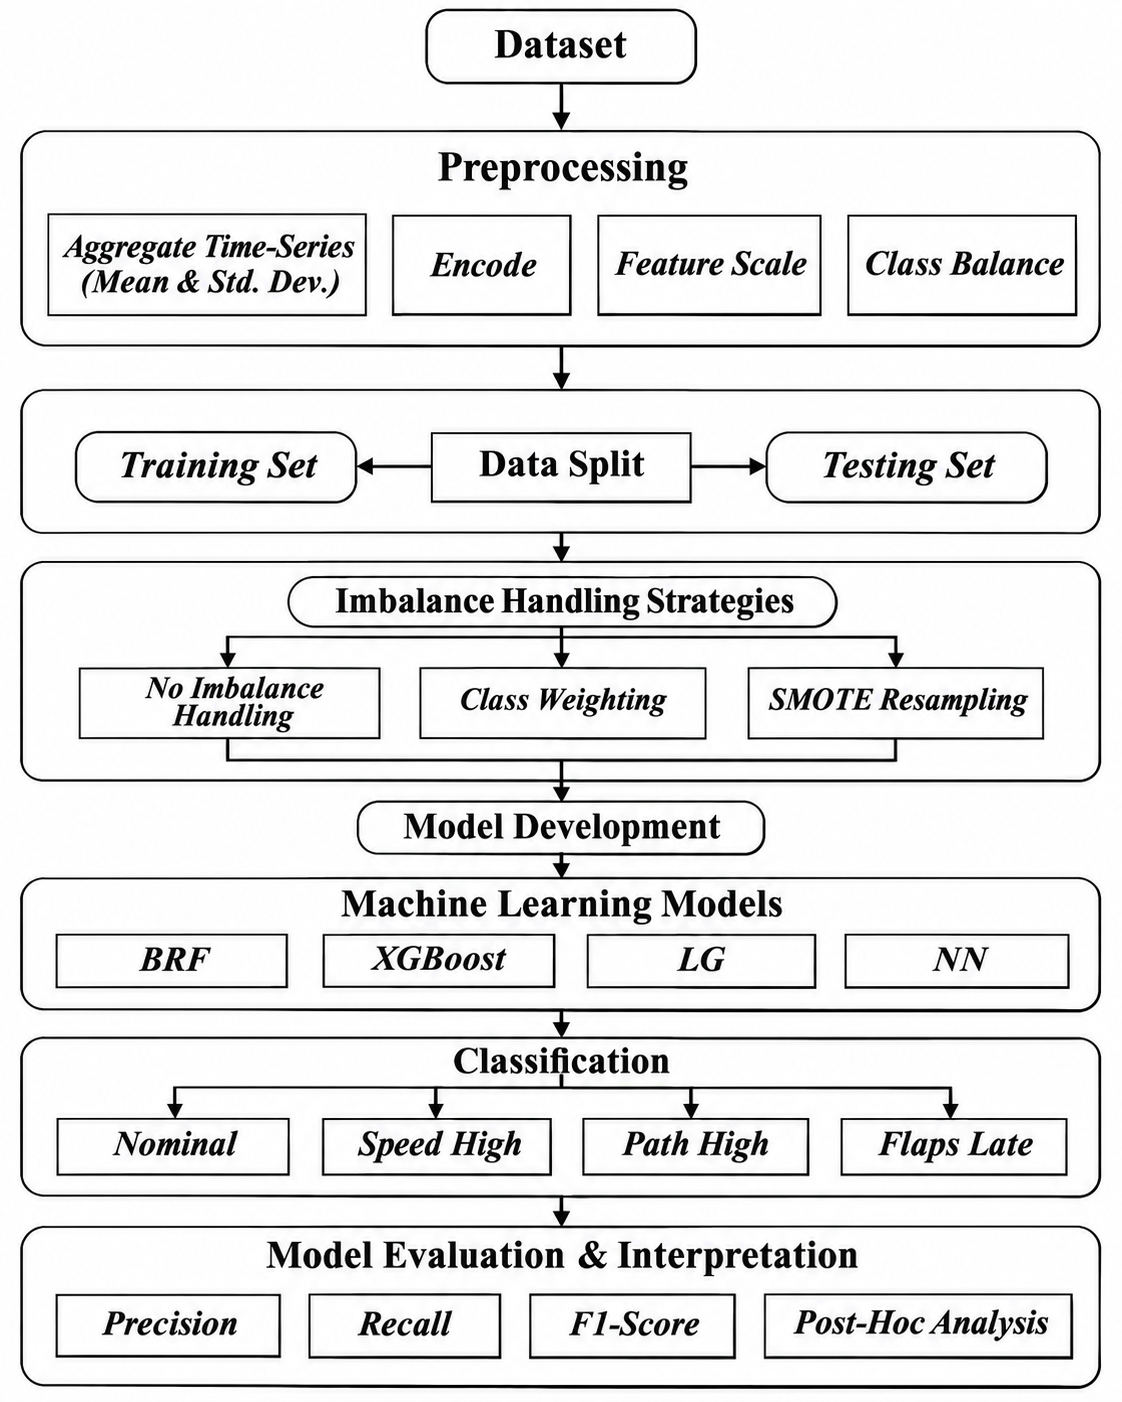 Dataset
Preprocessing
Aggregate Time-Series
(Mean & Std. Dev.)
Encode
Feature Scale
Class Balance
Training Set
Data Split
Testing Set
Imbalance Handling Strategies
No Imbalance
Handling
Class Weighting
SMOTE Resampling
Model Development
Machine Learning Models
BRF
XGBoost
LG
NN
Classification
Nominal
Speed High
Path High
Flaps Late
Model Evaluation & Interpretation
Precision
Recall
F1-Score
Post-Hoc Analysis